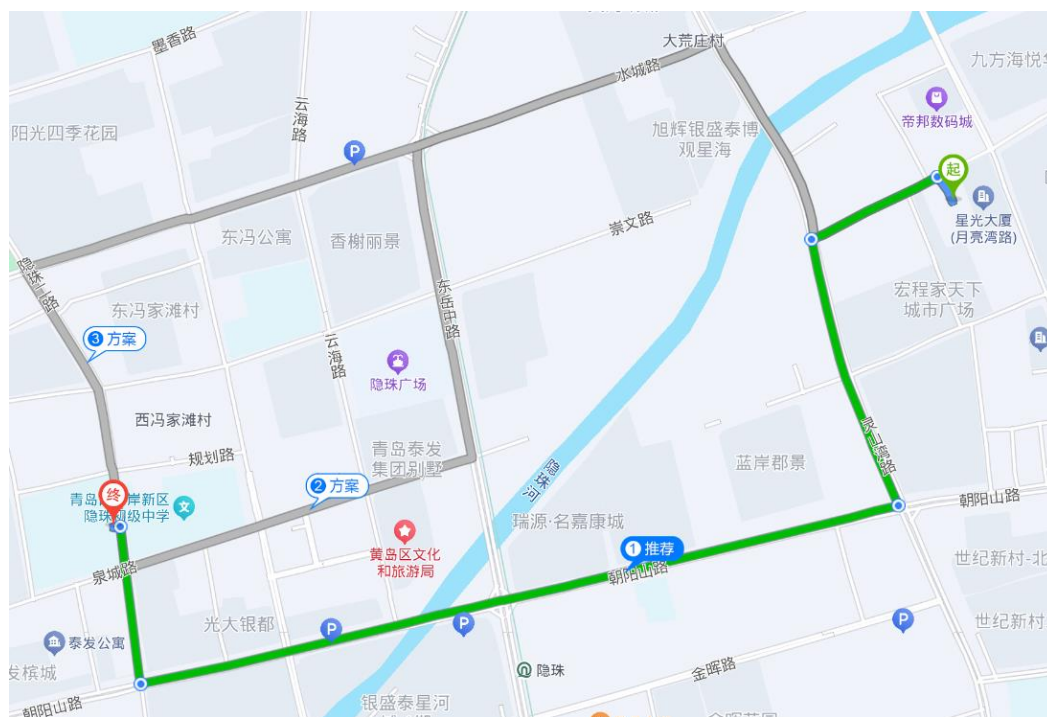 墨香路
大荒庄村
水城路
九方海悦华
云海路
阳光四季花园
P
旭辉银盛泰博
观星海
帝邦数码城
起
星光大厦
(月亮湾路)
崇文路
东冯公寓
香榭丽景
隐珠二路
东岳中路
宏程家天下
城市广场
东冯家滩村
3 方案
云海路
隐珠广场
西冯家滩村
灵山湾路
规划路
青岛泰发
集团别墅
隐珠河
蓝岸郡景
2 方案
终
青岛西海岸新区
隐珠初级中学
文
朝阳山路
瑞源·名嘉康城
黄岛区文化
和旅游局
1 推荐
朝阳山路
泉城路
世纪新村-北
光大银都
P
P
P
世纪新村
泰发公寓
发槟城
隐珠
金晖路
朝阳山路
银盛泰星河